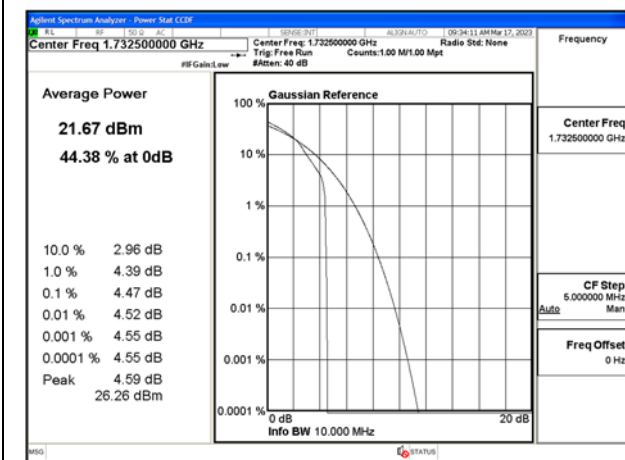 Agilent Spectrum Analyzer - Power Stat CCDF
RL RF 50 Ω AC SENSE:INT ALIGN AUTO 09:34:11 AM Mar 17, 2023
Center Freq 1.732500000 GHz
Center Freq: 1.732500000 GHz Radio Std: None
Trig: Free Run Counts:1.00 M/1.00 Mpt
#IFGain:Low #Atten: 40 dB
Frequency
Average Power
21.67 dBm
44.38 % at 0dB
10.0 % 2.96 dB
1.0 % 4.39 dB
0.1 % 4.47 dB
0.01 % 4.52 dB
0.001 % 4.55 dB
0.0001 % 4.55 dB
Peak 4.59 dB
26.26 dBm
Gaussian Reference
100 %
10 %
1 %
0.1 %
0.01 %
0.001 %
0.0001 %
0 dB 20 dB
Info BW 10.000 MHz
Center Freq
1.732500000 GHz
CF Step
5.000000 MHz
Auto Man
Freq Offset
0 Hz
MSG STATUS